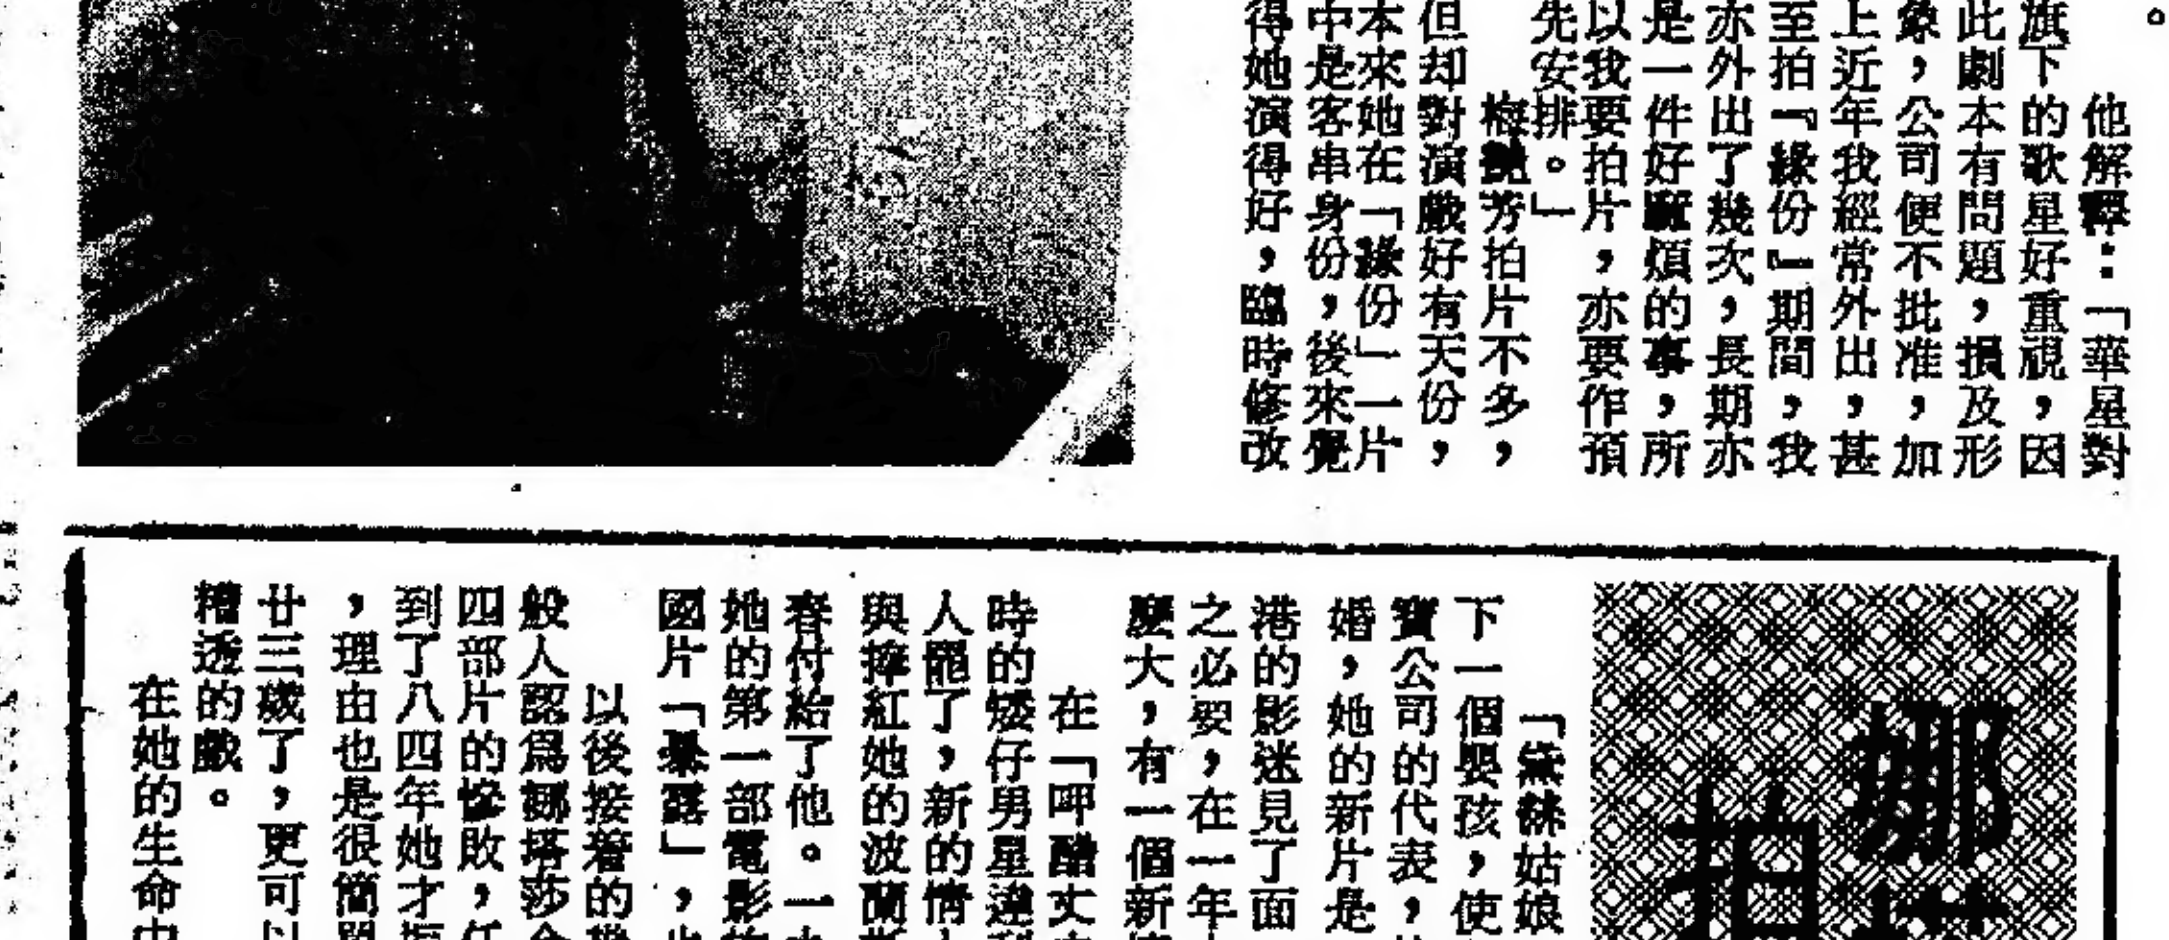 。
他解釋：「華星對
旗下的歌星好重視，因
此劇本有問題，損及形
象，公司便不批准，加
上近年我經常外出，甚
至拍『緣份』期間，我
亦外出了幾次，長期亦
是一件好麻煩的事，所
以我要拍片，亦要作預
先安排。」
梅艷芳拍片不多，
但却對演戲好有天份，
本來她在「緣份」一片
中是客串身份，後來覺
得她演得好，臨時修改
娜
拍
「黛絲姑娘
下一個嬰孩，使
寶公司的代表，
婚，她的新片是
港的影迷見了面
之必要，在一年
麼大，有一個新
在「呷醋丈
時的矮仔男星
人罷了，新的情
與捧紅她的波蘭
春付給了他。一
她的第一部電影
國片「暴露」，
以後接着的
般人認爲娜塔莎
四部片的慘敗，
到了八四年她才
，理由也是很簡單
廿三歲了，更可以
糟透的戲。
在她的生命中